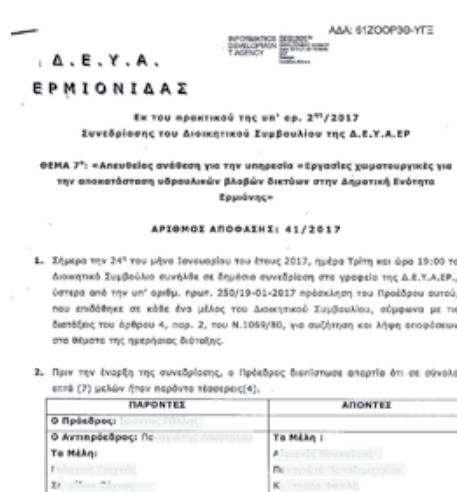 ΑΔΑ: 61ΖΟΟΡ3Θ-ΥΓΞ
INFORMATICS
DEVELOPMEN
T AGENCY
Δ.Ε.Υ.Α.
ΕΡΜΙΟΝΙΔΑΣ
Εκ του πρακτικού της υπ' αρ. 2ης/2017
Συνεδρίασης του Διοικητικού Συμβουλίου της Δ.Ε.Υ.Α.ΕΡ
ΘΕΜΑ 7ο: «Απευθείας ανάθεση για την υπηρεσία «Εργασίες χωματουργικές για
την αποκατάσταση υδραυλικών βλαβών δικτύων στην Δημοτική Ενότητα
Ερμιόνης»
ΑΡΙΘΜΟΣ ΑΠΟΦΑΣΗΣ: 41/2017
1. Σήμερα την 24η του μήνα Ιανουαρίου του έτους 2017, ημέρα Τρίτη και ώρα 19:00 το
Διοικητικό Συμβούλιο συνήλθε σε δημόσια συνεδρίαση στα γραφεία της Δ.Ε.Υ.Α.ΕΡ.,
ύστερα από την υπ' αριθμ. πρωτ. 250/19-01-2017 πρόσκληση του Προέδρου αυτού,
που επιδόθηκε σε κάθε ένα μέλος του Διοικητικού Συμβουλίου, σύμφωνα με τις
διατάξεις του άρθρου 4, παρ. 2, του Ν.1069/80, για συζήτηση και λήψη αποφάσεων
στα θέματα της ημερήσιας διάταξης.
2. Πριν την έναρξη της συνεδρίασης, ο Πρόεδρος διαπίστωσε απαρτία ότι σε σύνολο
επτά (7) μελών ήταν παρόντα τέσσερεις(4).
ΠΑΡΟΝΤΕΣ ΑΠΟΝΤΕΣ
Ο Πρόεδρος:
Ο Αντιπρόεδρος: Τα Μέλη :
Τα Μέλη: